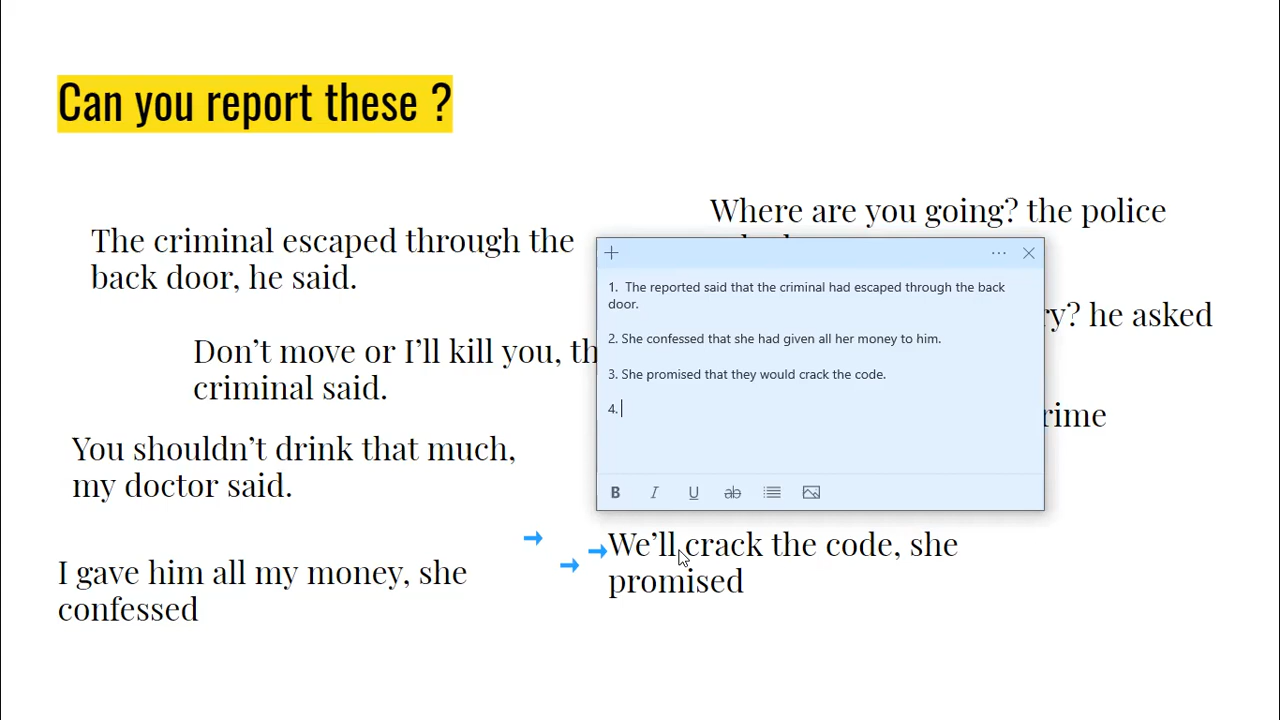 Can you report these ?
The criminal escaped through the
back door, he said.
Don't move or I'll kill you,
criminal said.
You shouldn't drink that much,
my doctor said.
I gave him all my money, she
confessed
Where are you going? the police
he asked
We'll crack the code, she
promised
1. The reported said that the criminal had escaped through the back
door.
2. She confessed that she had given all her money to him.
3. She promised that they would crack the code.
4.
B I U ab